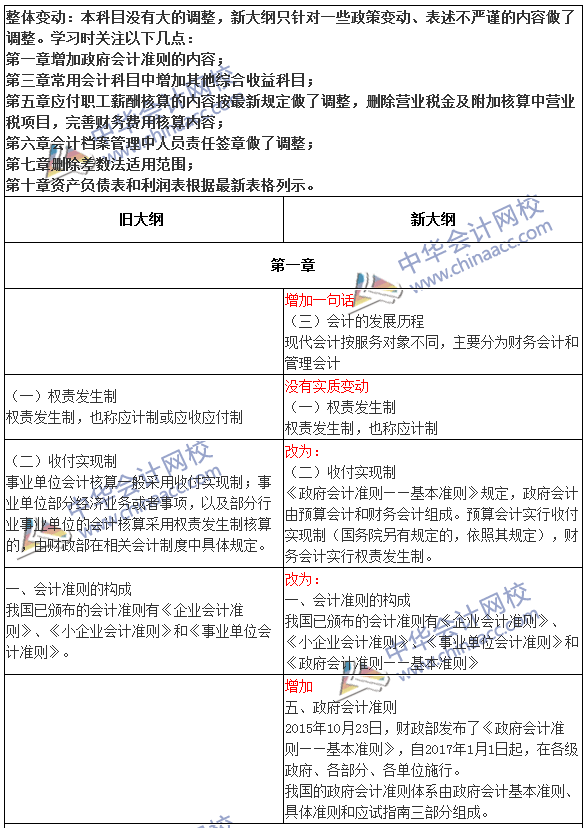 整体变动：本科目没有大的调整，新大纲只针对一些政策变动、表述不严谨的内容做了
调整。学习时关注以下几点：
第一章增加政府会计准则的内容；
第三章常用会计科目中增加其他综合收益科目；
第五章应付职工薪酬核算的内容按最新规定做了调整，删除营业税金及附加核算中营业
税项目，完善财务费用核算内容；
第六章会计档案管理中人员责任签章做了调整；
第七章删除差数法适用范围；
第十章资产负债表和利润表根据最新表格列示。
旧大纲
新大纲
第一章
增加一句话
（三）会计的发展历程
现代会计按服务对象不同，主要分为财务会计和
管理会计
（一）权责发生制
权责发生制，也称应计制或应收应付制
没有实质变动
（一）权责发生制
权责发生制，也称应计制
（二）收付实现制
事业单位会计核算一般采用收付实现制；事
业单位部分经济业务或者事项，以及部分行
业事业单位的会计核算采用权责发生制核算
的，由财政部在相关会计制度中具体规定。
改为：
（二）收付实现制
《政府会计准则——基本准则》规定，政府会计
由预算会计和财务会计组成。预算会计实行收付
实现制（国务院另有规定的，依照其规定），财
务会计实行权责发生制。
一、会计准则的构成
我国已颁布的会计准则有《企业会计准
则》、《小企业会计准则》和《事业单位会
计准则》。
改为：
一、会计准则的构成
我国已颁布的会计准则有《企业会计准则》、
《小企业会计准则》、《事业单位会计准则》和
《政府会计准则——基本准则》
增加
五、政府会计准则
2015年10月23日，财政部发布了《政府会计准
则——基本准则》，自2017年1月1日起，在各级
政府、各部分、各单位施行。
我国的政府会计准则体系由政府会计基本准则、
具体准则和应试指南三部分组成。
中华会计网校
www.chinaacc.com
中华会计网校
www.chinaacc.com
中华会计网校
www.chinaacc.com
中华会计网校
www.chinaacc.com